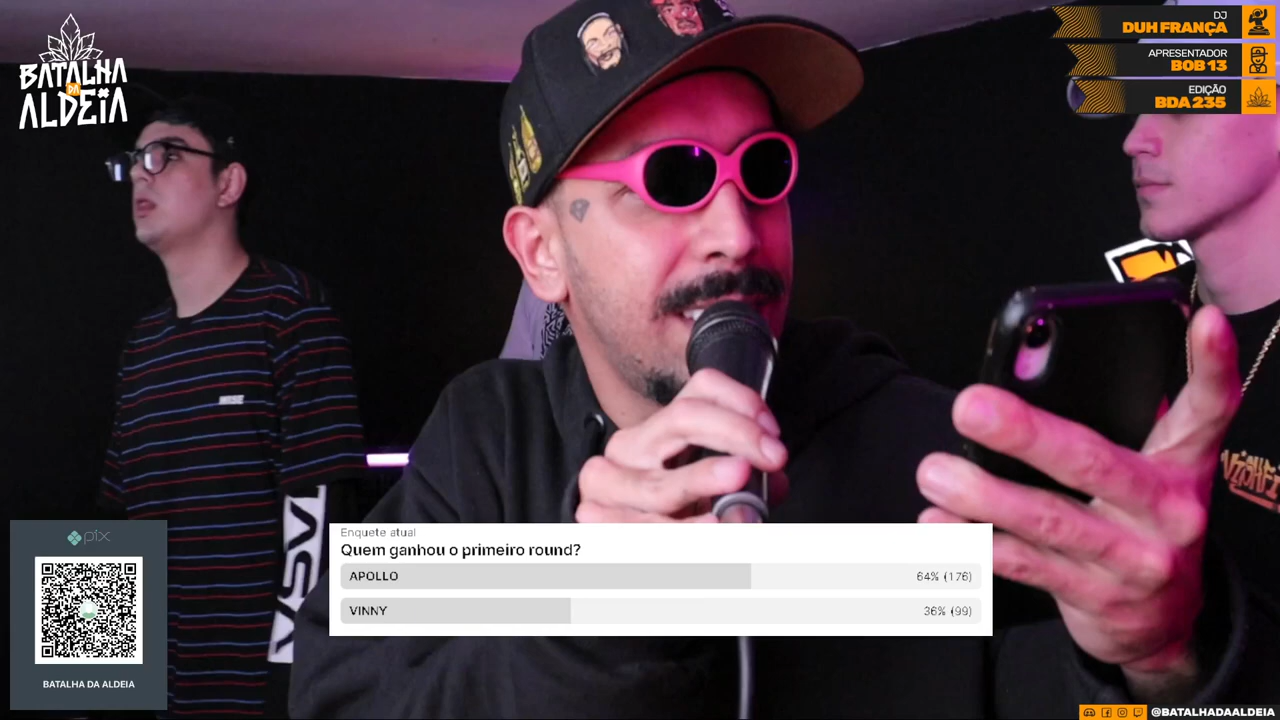 BATALHA
DA
ALDEIA
DJ
DUH FRANÇA
APRESENTADOR
BOB 13
EDIÇÃO
BDA 235
pix
BATALHA DA ALDEIA
Enquete atual
Quem ganhou o primeiro round?
APOLLO 64% (176)
VINNY 36% (99)
@BATALHADAALDEIA